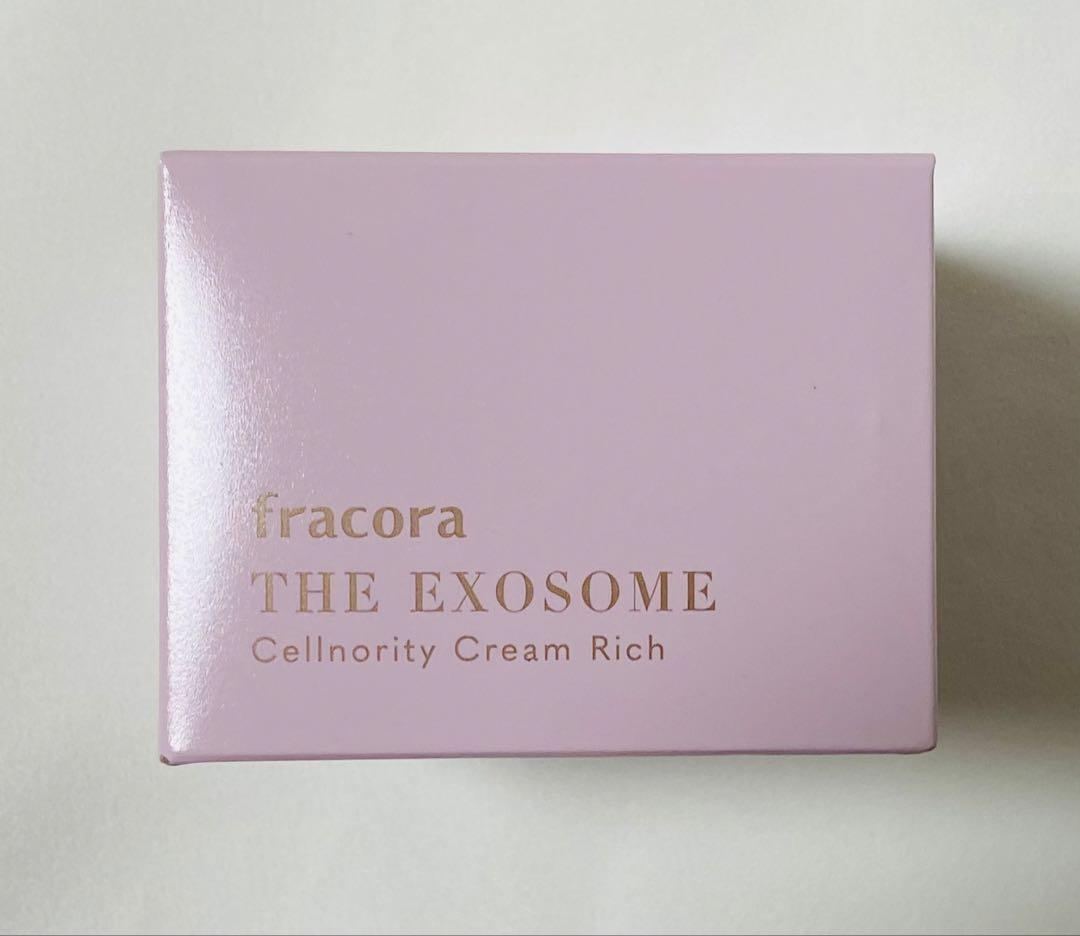 fracora
THE EXOSOME
Cellnority Cream Rich